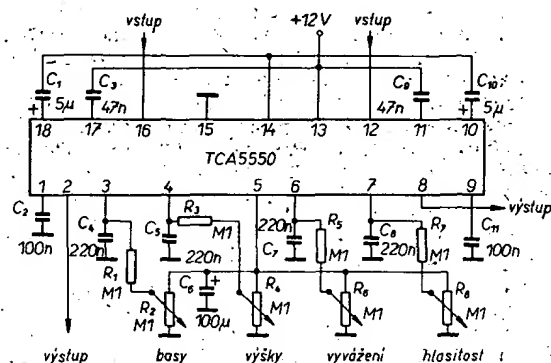 vstup
+12V
vstup
C1
5µ
+
C3
47n
C9
47n
C10
5µ
+
18 17 16 15 14 13 12 11 10
TCA5550
1 2 3 4 5 6 7 8 9
C2
100n
C4
220n
R1
M1
R2
M1
C5
220n
R3
M1
C6
+
100µ
R4
M1
220n
C7
R5
M1
R6
M1
C8
220n
R7
M1
R8
M1
výstup
C11
100n
výstup basy výšky vyvážení hlasitost